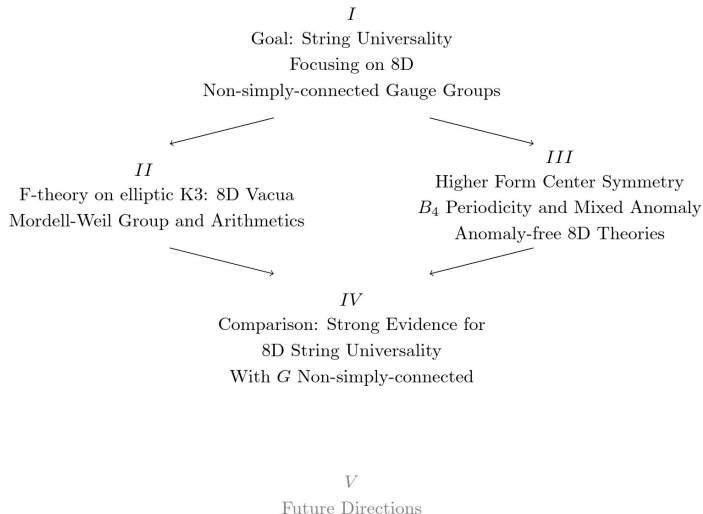 I
Goal: String Universality
Focusing on 8D
Non-simply-connected Gauge Groups
II
F-theory on elliptic K3: 8D Vacua
Mordell-Weil Group and Arithmetics
III
Higher Form Center Symmetry
B₄ Periodicity and Mixed Anomaly
Anomaly-free 8D Theories
IV
Comparison: Strong Evidence for
8D String Universality
With G Non-simply-connected
V
Future Directions